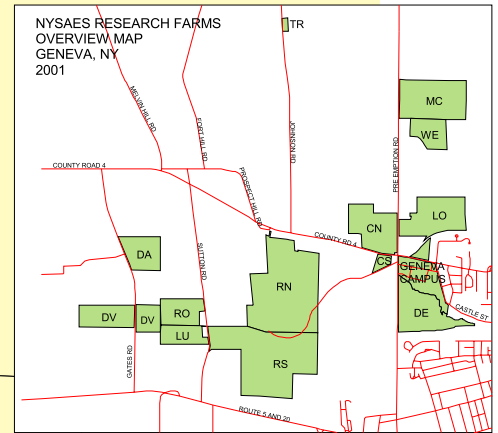 NYSAES RESEARCH FARMS
OVERVIEW MAP
GENEVA, NY
2001
TR
MELVIN HILL RD
FORT HILL RD
JOHNSON RD
PRE EMPTION RD
MC
WE
COUNTY ROAD 4
PROSPECT HILL RD
LO
CN
COUNTY RD 4
SUTTON RD
DA
CS
GENEVA
CAMPUS
RN
CASTLE ST
DV
DV
RO
DE
LU
GATES RD
RS
ROUTE 5 AND 20